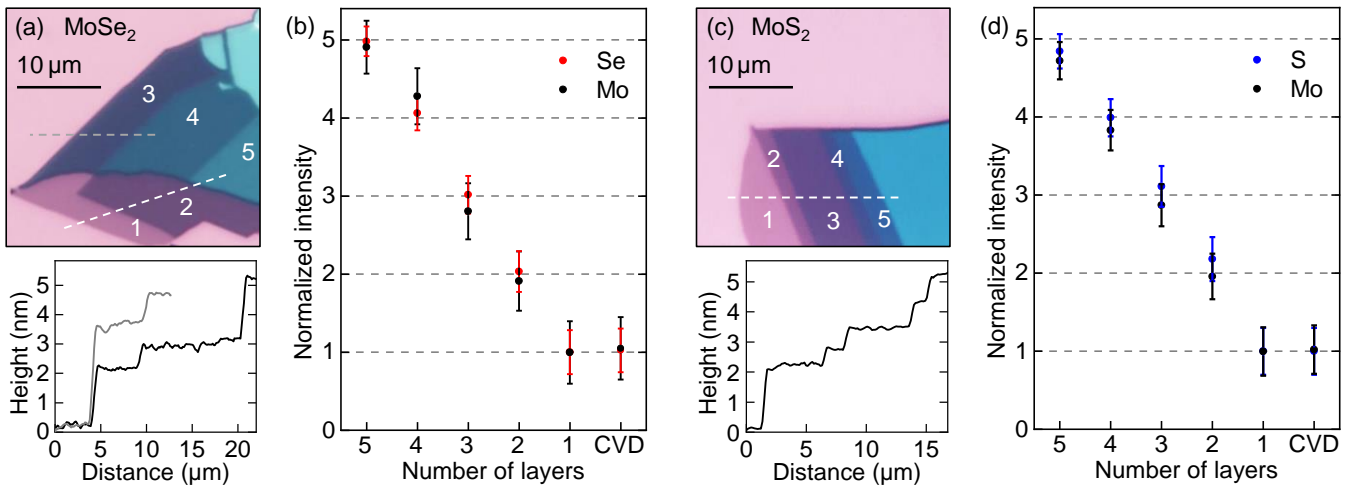 (a) MoSe₂
10 µm
3
4
5
2
1
Height (nm)
5
4
3
2
1
0
0 5 10 15 20
Distance (µm)
(b)
Se
Mo
Normalized intensity
5
4
3
2
1
0
5 4 3 2 1 CVD
Number of layers
(c) MoS₂
10 µm
2 4
1 3 5
Height (nm)
5
4
3
2
1
0
0 5 10 15
Distance (µm)
(d)
S
Mo
Normalized intensity
5
4
3
2
1
0
5 4 3 2 1 CVD
Number of layers